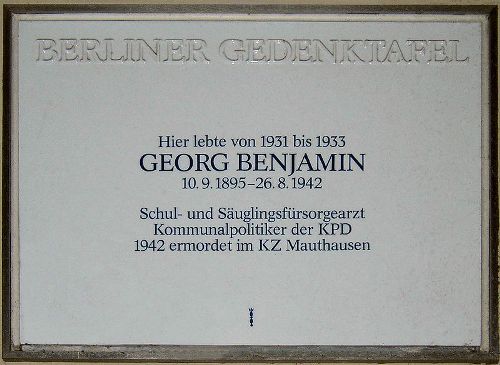 BERLINER GEDENKTAFEL
Hier lebte von 1931 bis 1933
GEORG BENJAMIN
10. 9. 1895–26. 8. 1942
Schul- und Säuglingsfürsorgearzt
Kommunalpolitiker der KPD
1942 ermordet im KZ Mauthausen